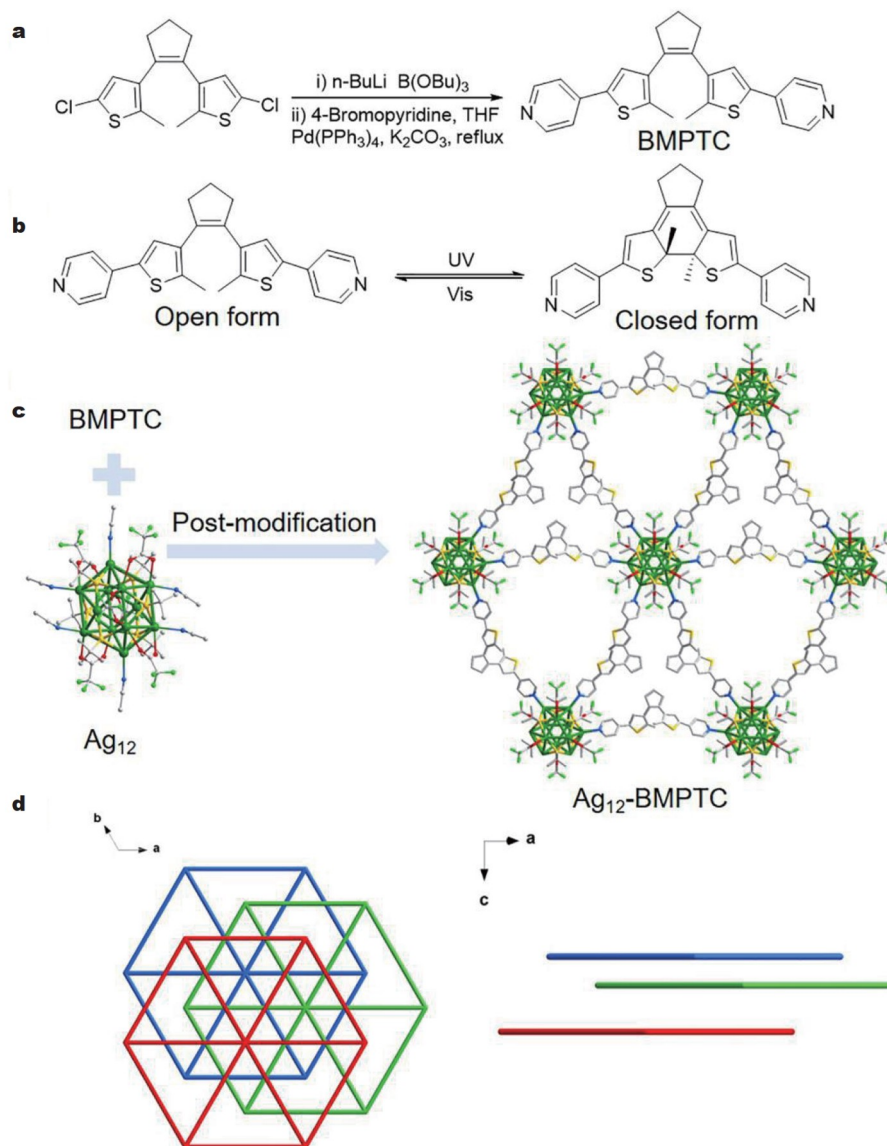 a
Cl
S
S
Cl
i) n-BuLi B(OBu)3
ii) 4-Bromopyridine, THF
Pd(PPh3)4, K2CO3, reflux
N
S
S
N
BMPTC
b
N
S
S
N
Open form
UV
Vis
N
S
S
N
Closed form
c
BMPTC
Post-modification
Ag12
Ag12-BMPTC
d
b
a
a
c